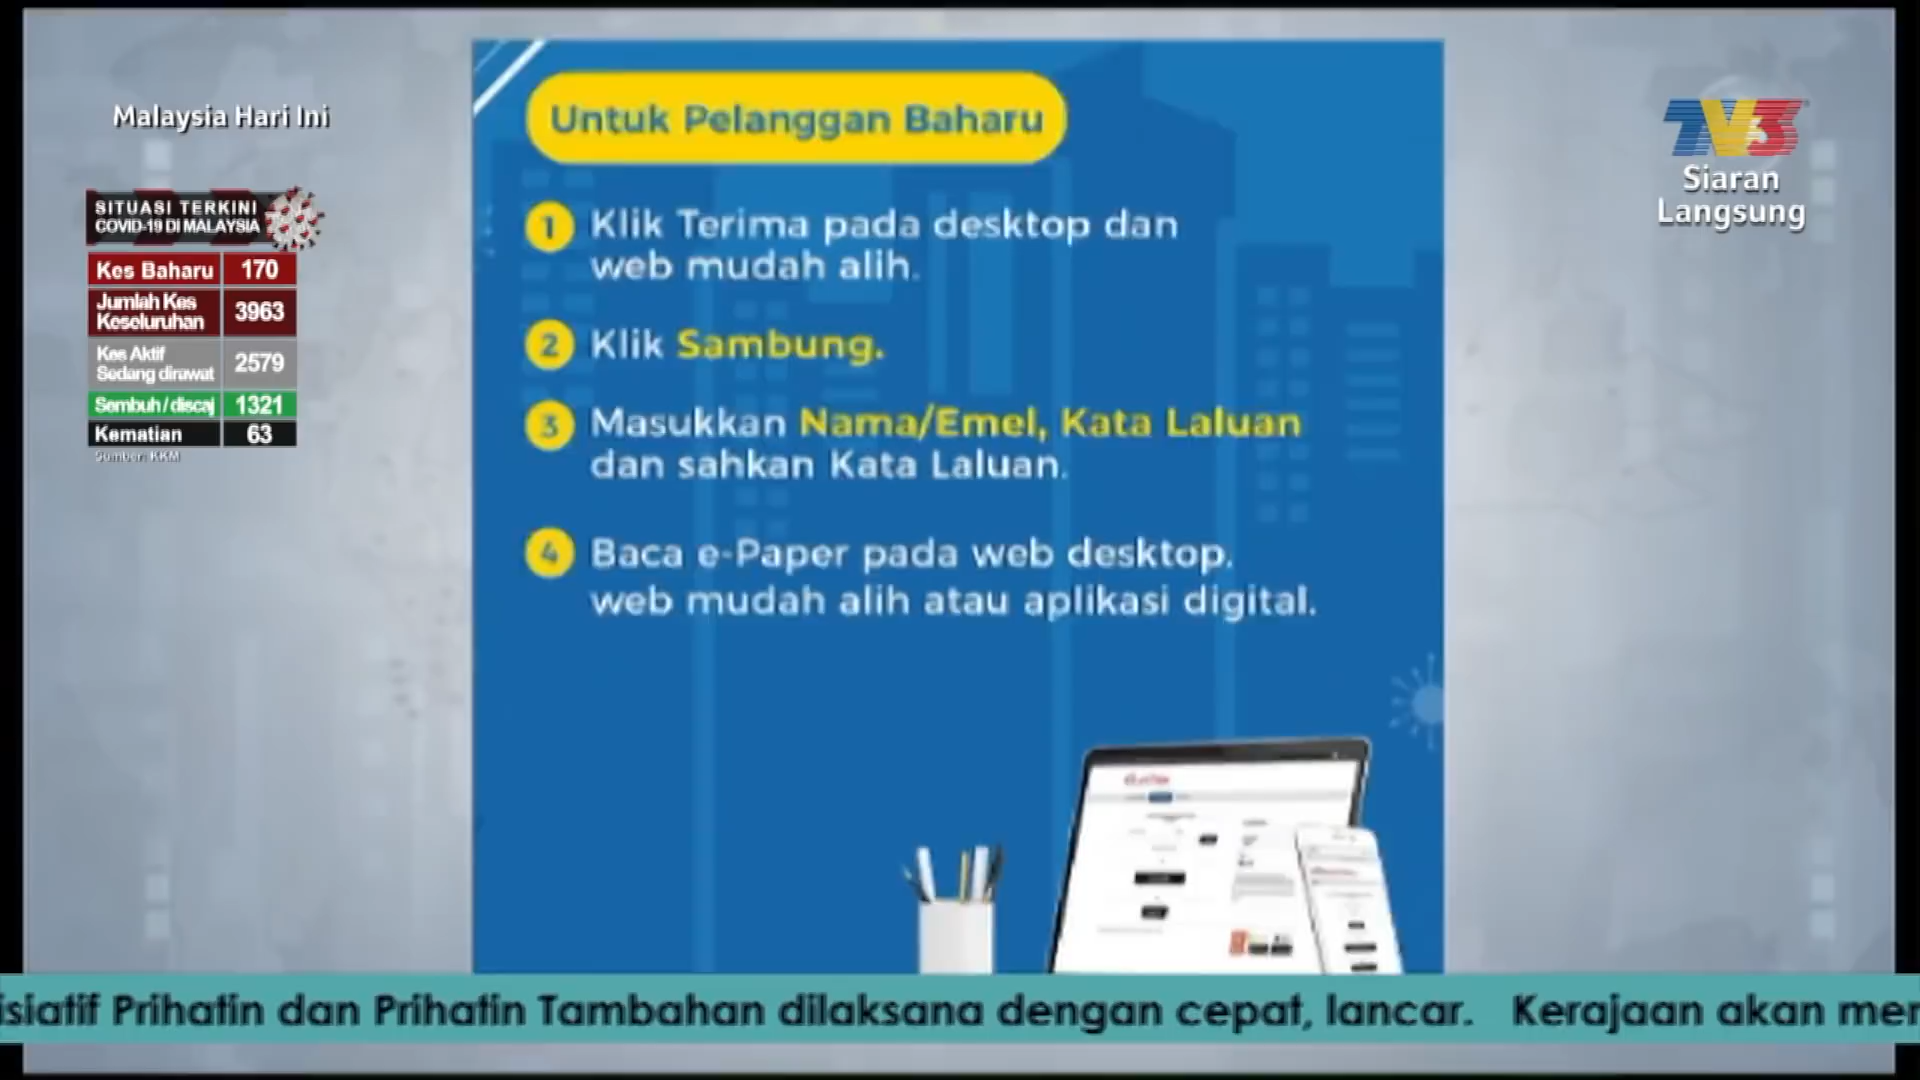 Malaysia Hari Ini
SITUASI TERKINI
COVID-19 DI MALAYSIA
Kes Baharu 170
Jumlah Kes
Keseluruhan 3963
Kes Aktif
Sedang dirawat 2579
Sembuh/discaj 1321
Kematian 63
Sumber: KKM
Untuk Pelanggan Baharu
1 Klik Terima pada desktop dan
web mudah alih.
2 Klik Sambung.
3 Masukkan Nama/Emel, Kata Laluan
dan sahkan Kata Laluan.
4 Baca e-Paper pada web desktop.
web mudah alih atau aplikasi digital.
TV3
Siaran
Langsung
isiatif Prihatin dan Prihatin Tambahan dilaksana dengan cepat, lancar. Kerajaan akan mer